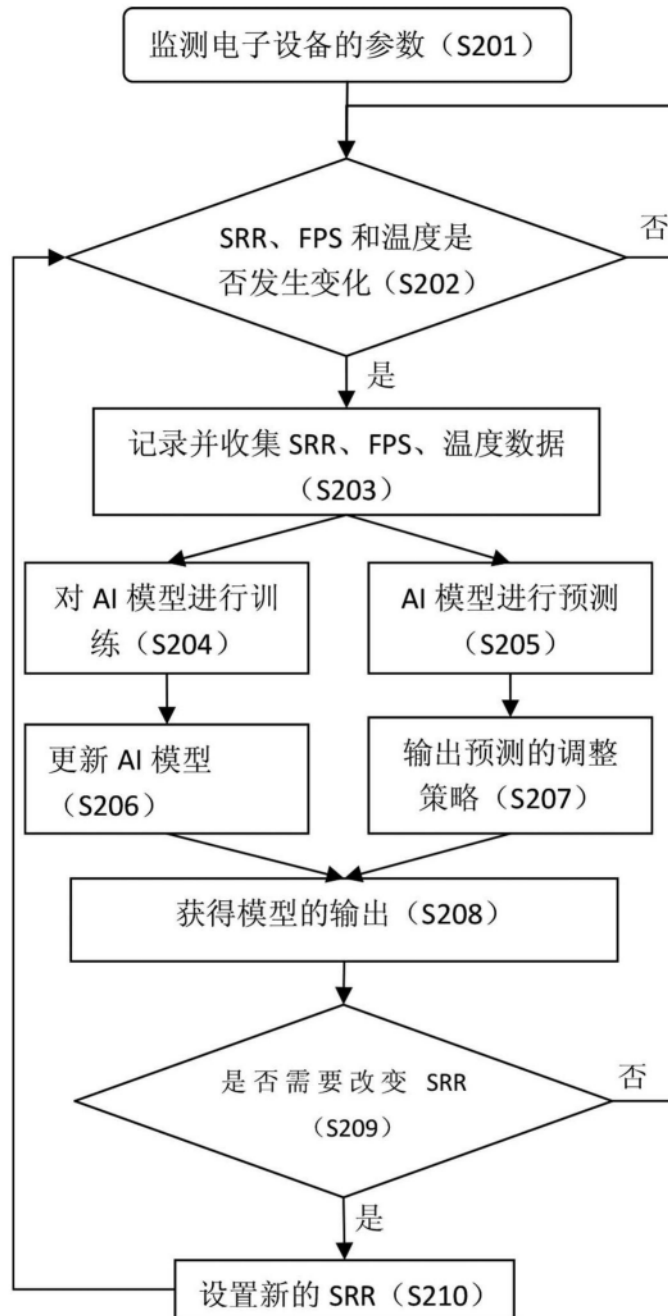 监测电子设备的参数（S201）
SRR、FPS 和温度是
否发生变化（S202）
否
是
记录并收集 SRR、FPS、温度数据
（S203）
对 AI 模型进行训
练（S204）
AI 模型进行预测
（S205）
更新 AI 模型
（S206）
输出预测的调整
策略（S207）
获得模型的输出（S208）
是否需要改变 SRR
（S209）
否
是
设置新的 SRR（S210）